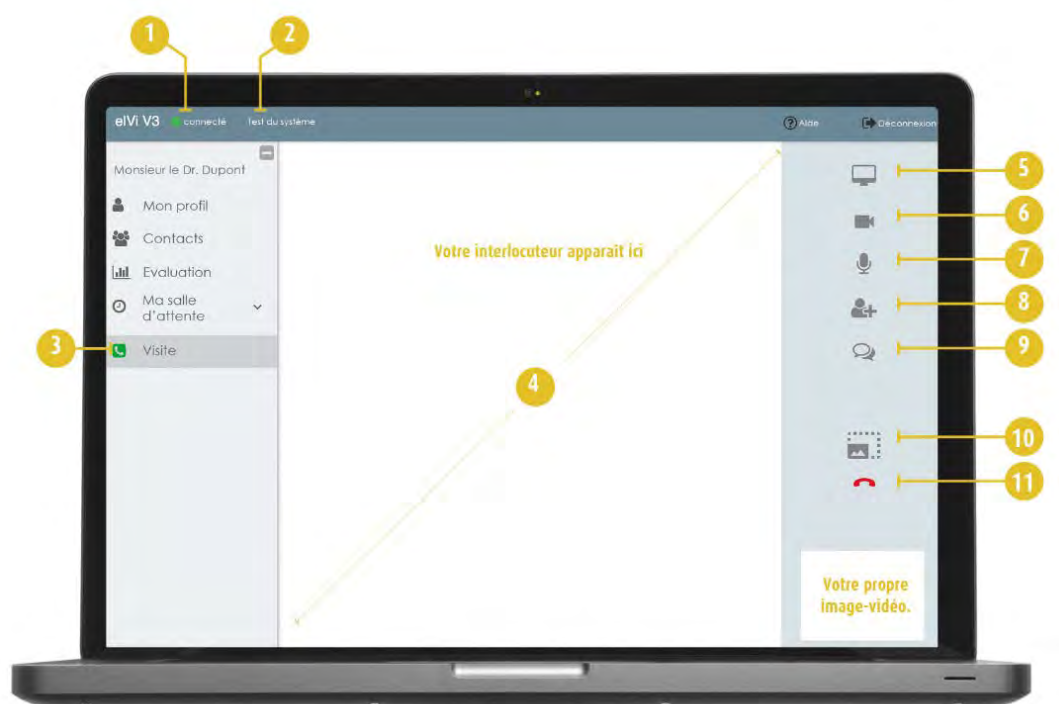 1 2
elVi V3 connecté Test du système Aide Déconnexion
Monsieur le Dr. Dupont
Mon profil
Contacts
Evaluation
Ma salle
d'attente
3 Visite
Votre interlocuteur apparaît ici
4
5
6
7
8
9
10
11
Votre propre
image-vidéo.